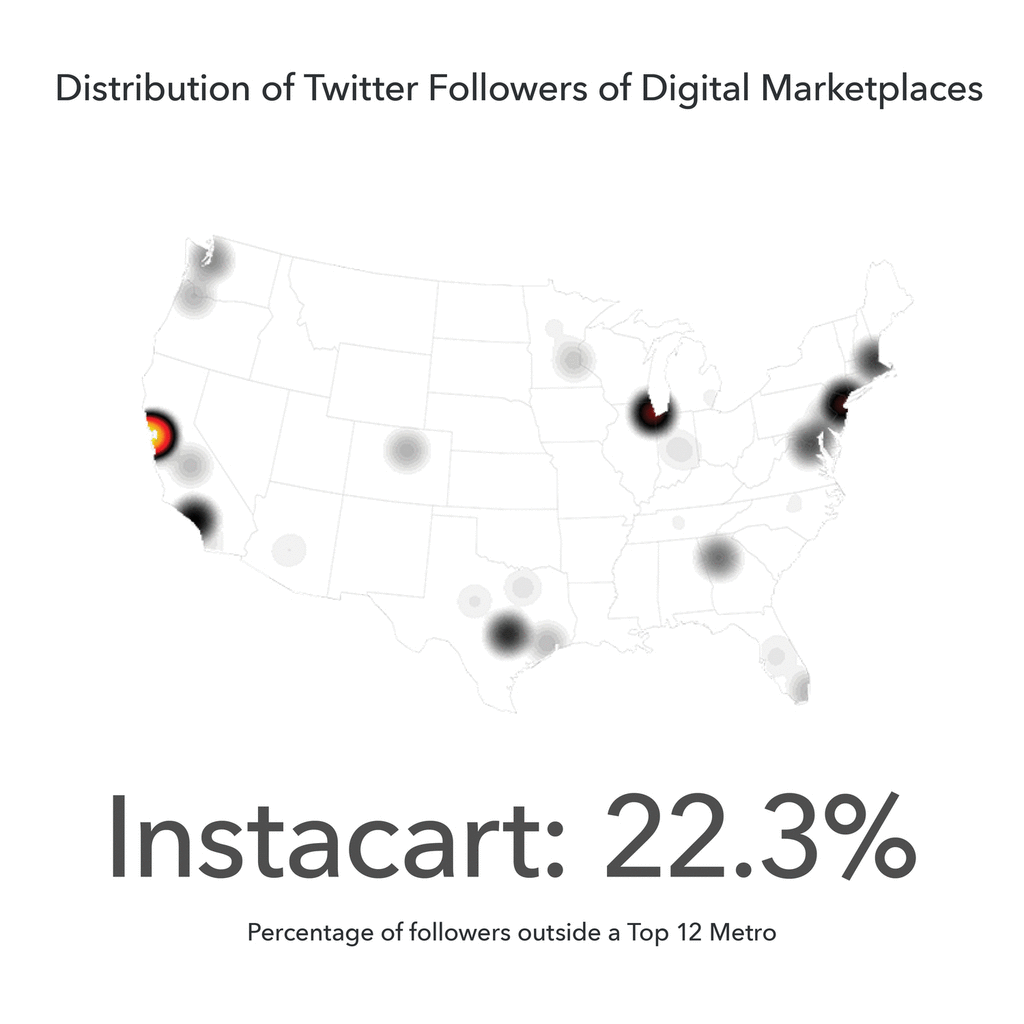 Distribution of Twitter Followers of Digital Marketplaces
Instacart: 22.3%
Percentage of followers outside a Top 12 Metro